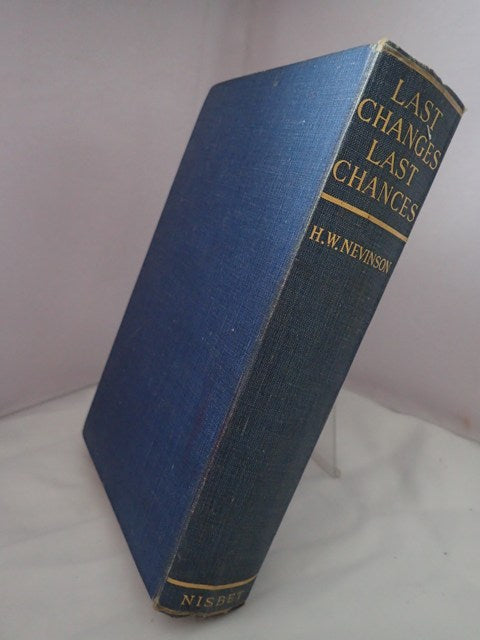 LAST
CHANGES
LAST
CHANCES
H.W. NEVINSON
NISBET